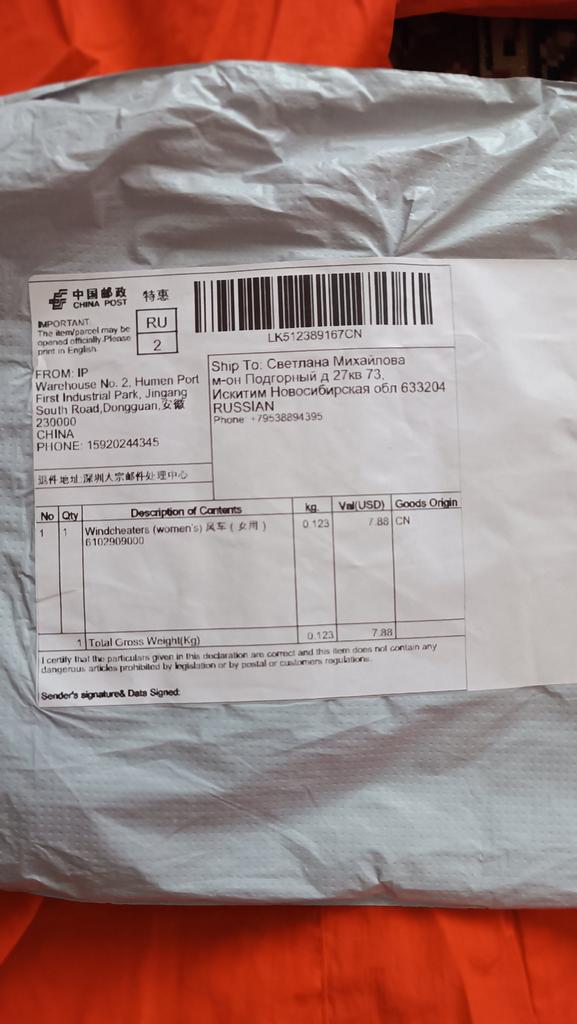 中国邮政
CHINA POST
特惠
IMPORTANT:
The item/parcel may be
opened officially.Please
print in English
RU
2
LK512389167CN
FROM: IP
Warehouse No. 2, Humen Port
First Industrial Park, Jingang
South Road,Dongguan,安徽
230000
CHINA
PHONE: 15920244345
Ship To: Светлана Михайлова
м-он Подгорный д 27кв 73,
Искитим Новосибирская обл 633204
RUSSIAN
Phone: +79538894395
退件地址:深圳大宗邮件处理中心
No Qty Description of Contents kg. Val(USD) Goods Origin
1 1 Windcheaters (women's) 风车 ( 女用 ) 0.123 7.88 CN
6102909000
1 Total Gross Weight(Kg) 0.123 7.88
I certify that the particulars given in this declaration are correct and this item does not contain any
dangerous articles prohibited by legislation or by postal or customers regulations.
Sender's signature& Data Signed: